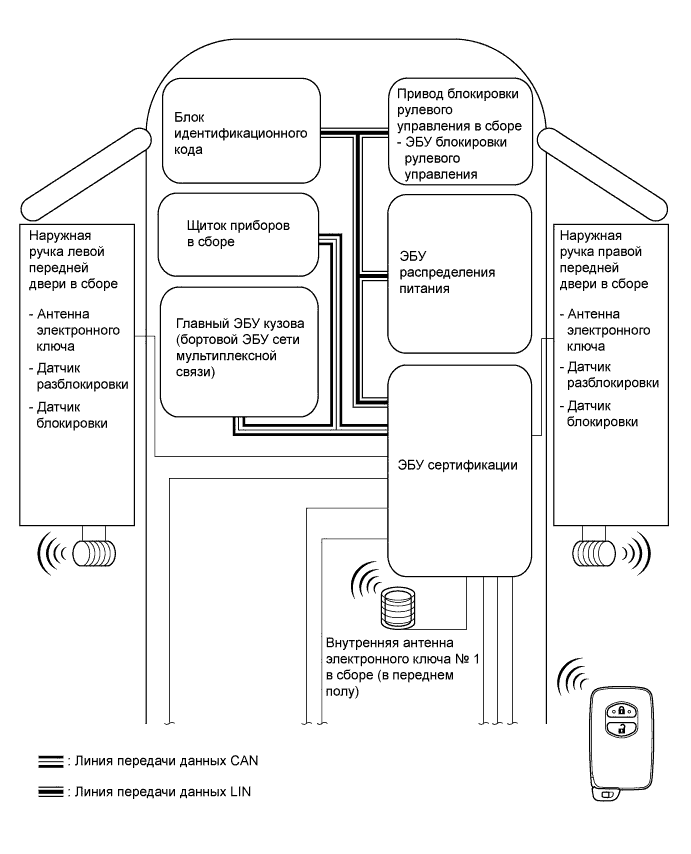 Блок
идентификационного
кода
Привод блокировки
рулевого
управления в сборе
- ЭБУ блокировки
рулевого
управления
Щиток приборов
в сборе
ЭБУ
распределения
питания
Наружная
ручка левой
передней
двери в сборе
- Антенна
электронного
ключа
- Датчик
разблокировки
- Датчик
блокировки
Главный ЭБУ кузова
(бортовой ЭБУ сети
мультиплексной
связи)
Наружная
ручка правой
передней
двери в сборе
- Антенна
электронного
ключа
- Датчик
разблокировки
- Датчик
блокировки
ЭБУ сертификации
Внутренняя антенна
электронного ключа № 1
в сборе (в переднем
полу)
: Линия передачи данных CAN
: Линия передачи данных LIN